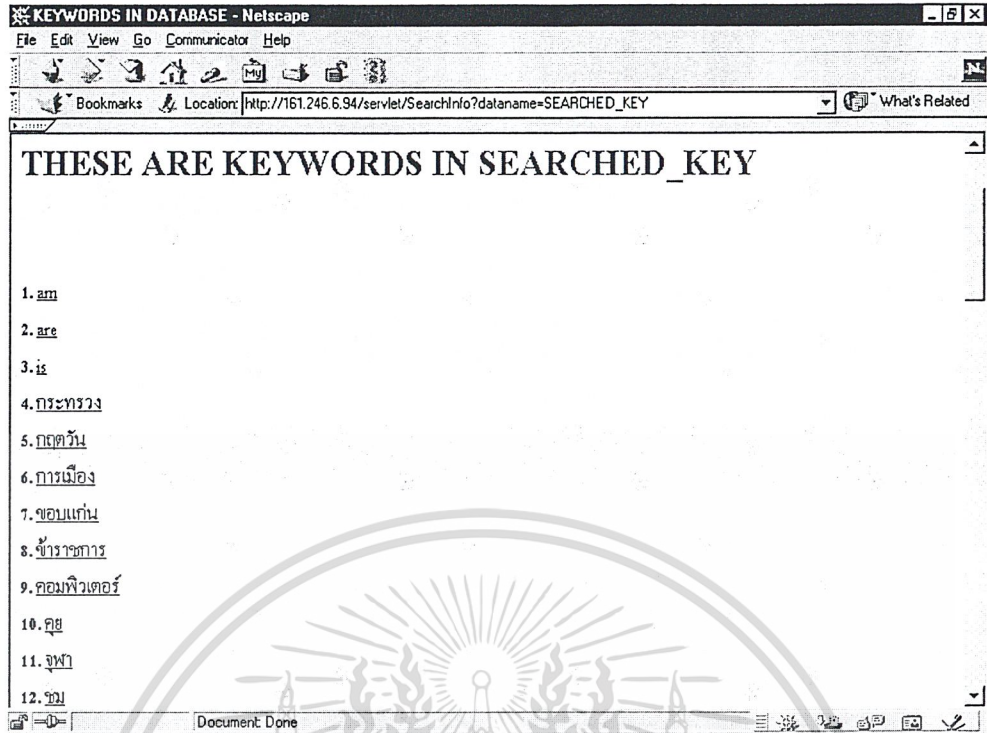 KEYWORDS IN DATABASE - Netscape
File Edit View Go Communicator Help
My
N
Bookmarks Location: http://161.246.6.94/servlet/SearchInfo?dataname=SEARCHED_KEY What's Related
THESE ARE KEYWORDS IN SEARCHED_KEY
1. am
2. are
3. is
4. กระทรวง
5. กฤตวัน
6. การเมือง
7. ขอบแก่น
8. ข้าราชการ
9. คอมพิวเตอร์
10. คุย
11. จุฬา
12. ชม
Document: Done